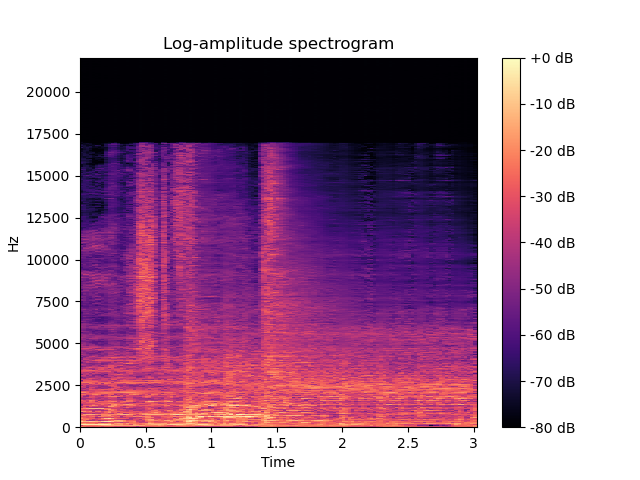 Log-amplitude spectrogram
Hz
20000
17500
15000
12500
10000
7500
5000
2500
0
0 0.5 1 1.5 2 2.5 3
Time
+0 dB
-10 dB
-20 dB
-30 dB
-40 dB
-50 dB
-60 dB
-70 dB
-80 dB